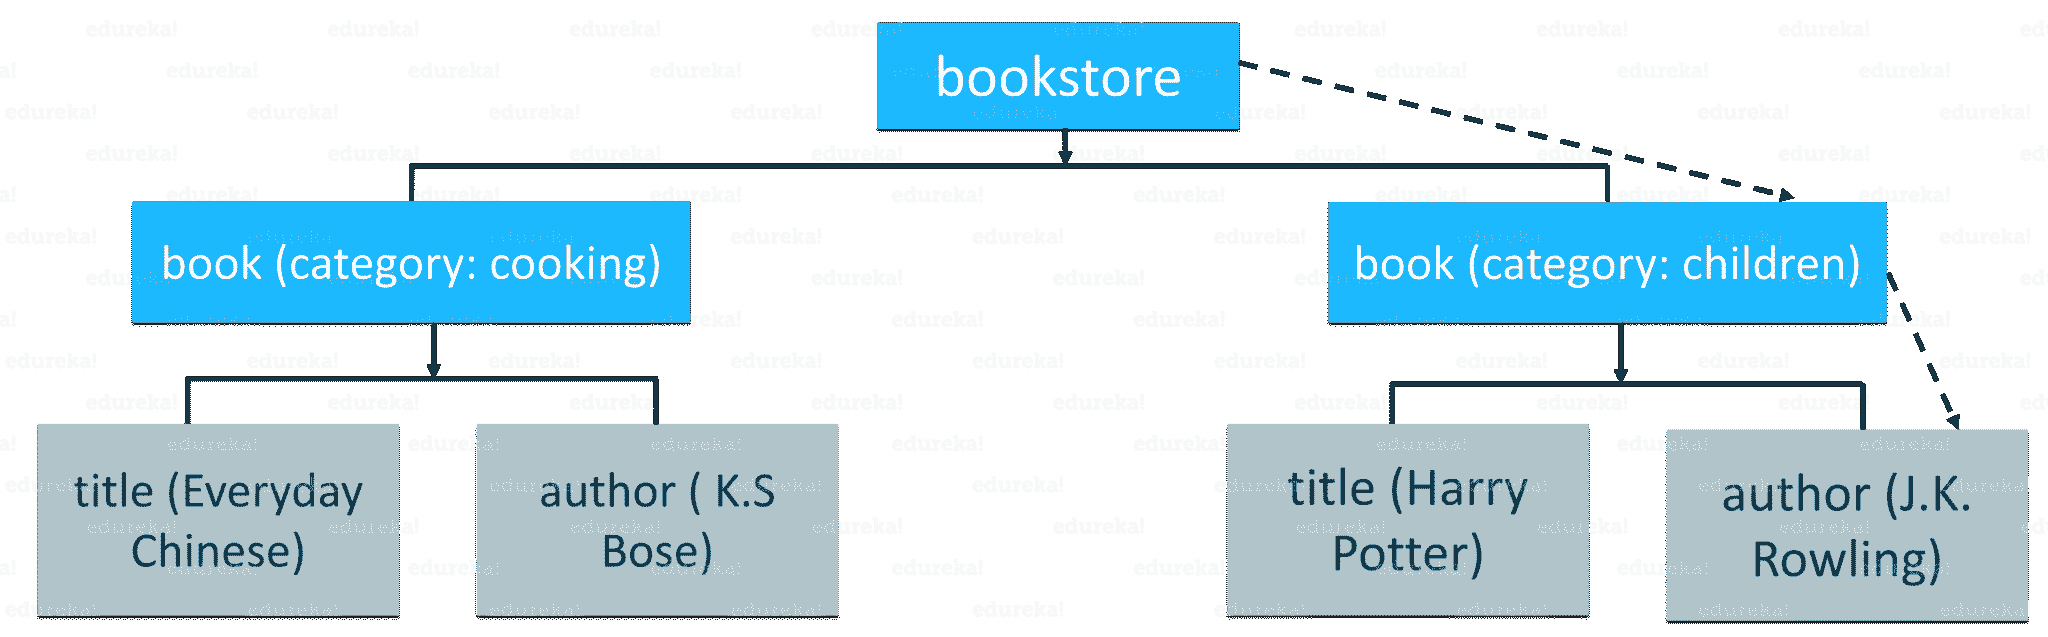 bookstore
book (category: cooking)
book (category: children)
title (Everyday
Chinese)
author ( K.S
Bose)
title (Harry
Potter)
author (J.K.
Rowling)
edureka!